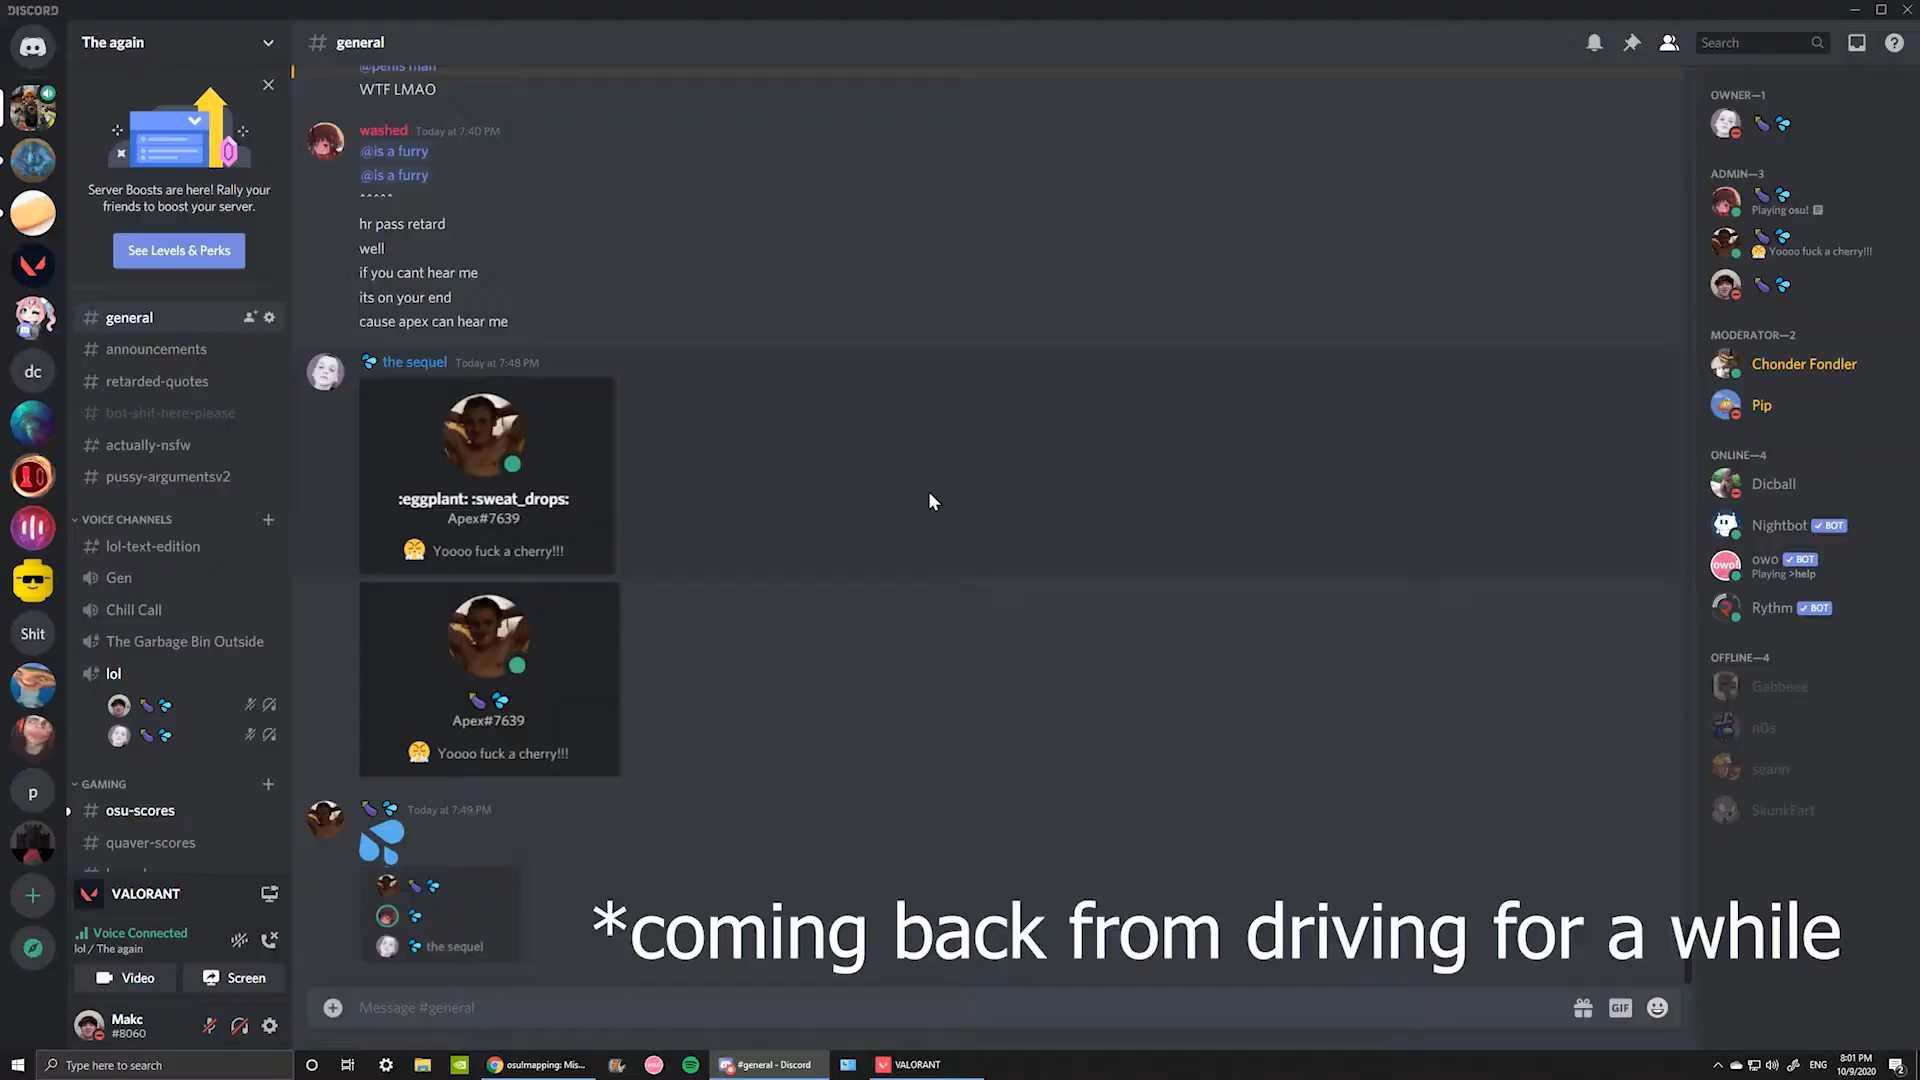 DISCORD
The again
general
Search
Server Boosts are here! Rally your
friends to boost your server.
See Levels & Perks
general
announcements
retarded-quotes
bot-shit-here-please
actually-nsfw
pussy-argumentsv2
VOICE CHANNELS
lol-text-edition
Gen
Chill Call
The Garbage Bin Outside
lol
GAMING
osu-scores
quaver-scores
dc
Shit
p
VALORANT
Voice Connected
lol / The again
Video
Screen
Makc
#8060
@penis man
WTF LMAO
washed Today at 7:40 PM
@is a furry
@is a furry
^^^^^
hr pass retard
well
if you cant hear me
its on your end
cause apex can hear me
the sequel Today at 7:48 PM
:eggplant: :sweat_drops:
Apex#7639
Yoooo fuck a cherry!!!
Apex#7639
Yoooo fuck a cherry!!!
Today at 7:49 PM
the sequel
*coming back from driving for a while
Message #general
GIF
OWNER—1
ADMIN—3
Playing osu!
Yoooo fuck a cherry!!!
MODERATOR—2
Chonder Fondler
Pip
ONLINE—4
Dicball
Nightbot BOT
owo BOT
Playing >help
Rythm BOT
OFFLINE—4
Gabbeee
n0s
seann
SkunkFart
Type here to search
osu!mapping: Mis...
#general - Discord
VALORANT
ENG
8:01 PM
10/9/2020